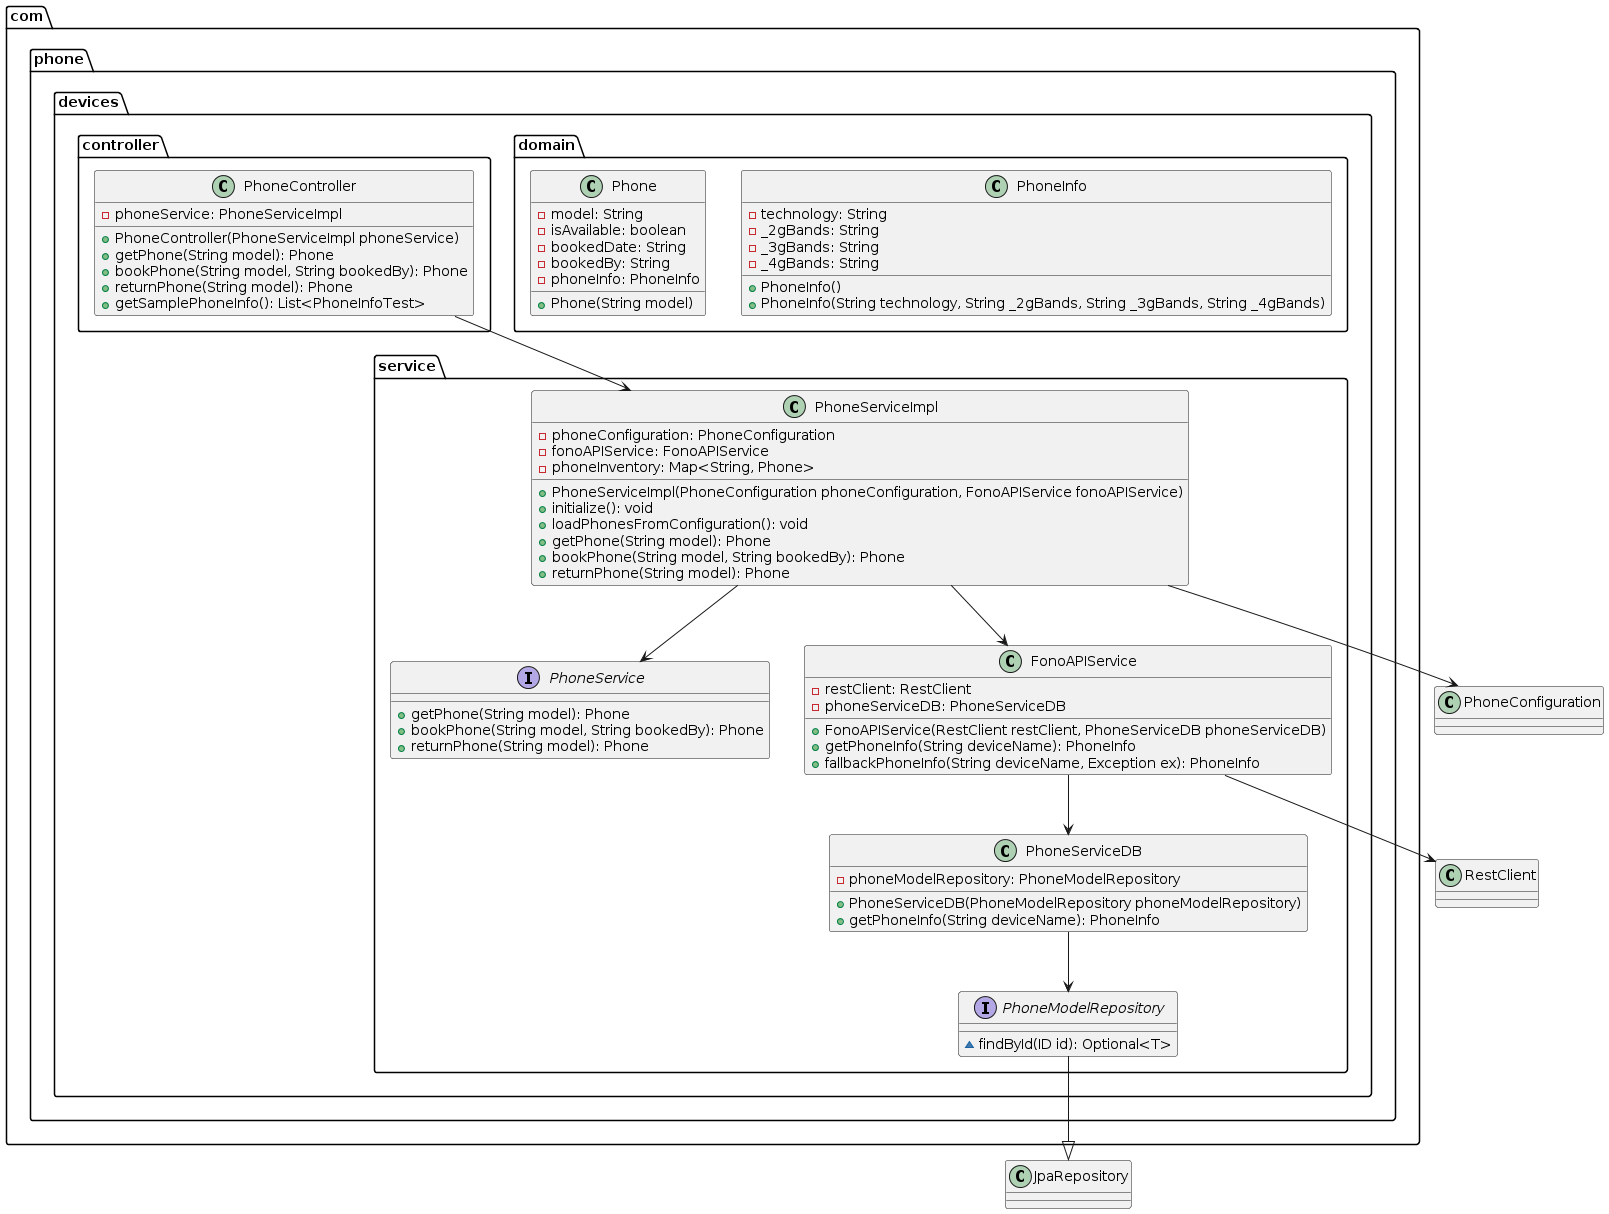 com
phone
devices
controller
C PhoneController
phoneService: PhoneServiceImpl
PhoneController(PhoneServiceImpl phoneService)
getPhone(String model): Phone
bookPhone(String model, String bookedBy): Phone
returnPhone(String model): Phone
getSamplePhoneInfo(): List<PhoneInfoTest>
domain
C Phone
model: String
isAvailable: boolean
bookedDate: String
bookedBy: String
phoneInfo: PhoneInfo
Phone(String model)
C PhoneInfo
technology: String
_2gBands: String
_3gBands: String
_4gBands: String
PhoneInfo()
PhoneInfo(String technology, String _2gBands, String _3gBands, String _4gBands)
service
C PhoneServiceImpl
phoneConfiguration: PhoneConfiguration
fonoAPIService: FonoAPIService
phoneInventory: Map<String, Phone>
PhoneServiceImpl(PhoneConfiguration phoneConfiguration, FonoAPIService fonoAPIService)
initialize(): void
loadPhonesFromConfiguration(): void
getPhone(String model): Phone
bookPhone(String model, String bookedBy): Phone
returnPhone(String model): Phone
I PhoneService
getPhone(String model): Phone
bookPhone(String model, String bookedBy): Phone
returnPhone(String model): Phone
C FonoAPIService
restClient: RestClient
phoneServiceDB: PhoneServiceDB
FonoAPIService(RestClient restClient, PhoneServiceDB phoneServiceDB)
getPhoneInfo(String deviceName): PhoneInfo
fallbackPhoneInfo(String deviceName, Exception ex): PhoneInfo
C PhoneConfiguration
C PhoneServiceDB
phoneModelRepository: PhoneModelRepository
PhoneServiceDB(PhoneModelRepository phoneModelRepository)
getPhoneInfo(String deviceName): PhoneInfo
C RestClient
I PhoneModelRepository
findById(ID id): Optional<T>
C JpaRepository